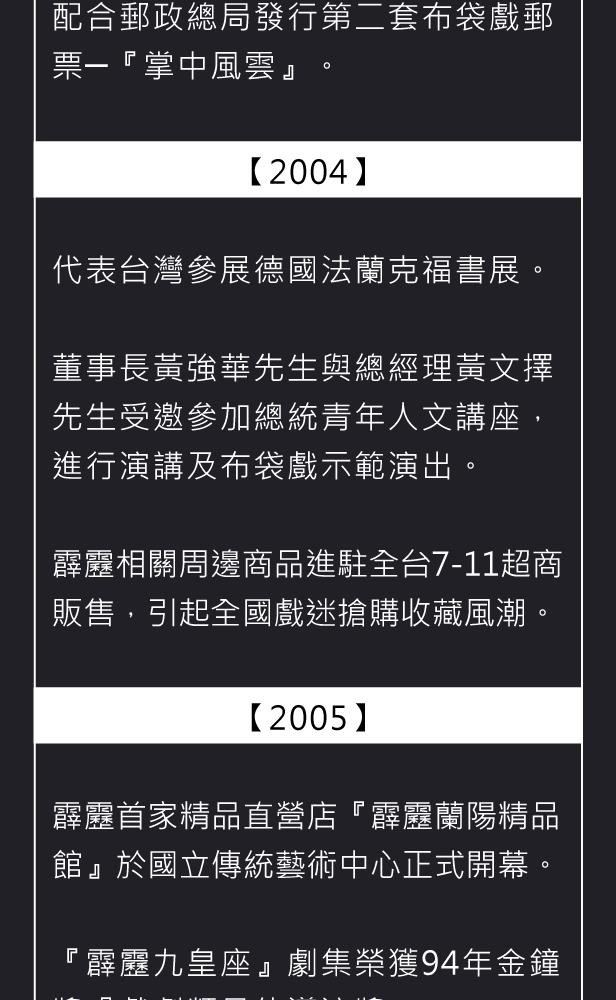 配合郵政總局發行第二套布袋戲郵
票—『掌中風雲』。
【2004】
代表台灣參展德國法蘭克福書展。
董事長黃強華先生與總經理黃文擇
先生受邀參加總統青年人文講座，
進行演講及布袋戲示範演出。
霹靂相關周邊商品進駐全台7-11超商
販售，引起全國戲迷搶購收藏風潮。
【2005】
霹靂首家精品直營店『霹靂蘭陽精品
館』於國立傳統藝術中心正式開幕。
『霹靂九皇座』劇集榮獲94年金鐘